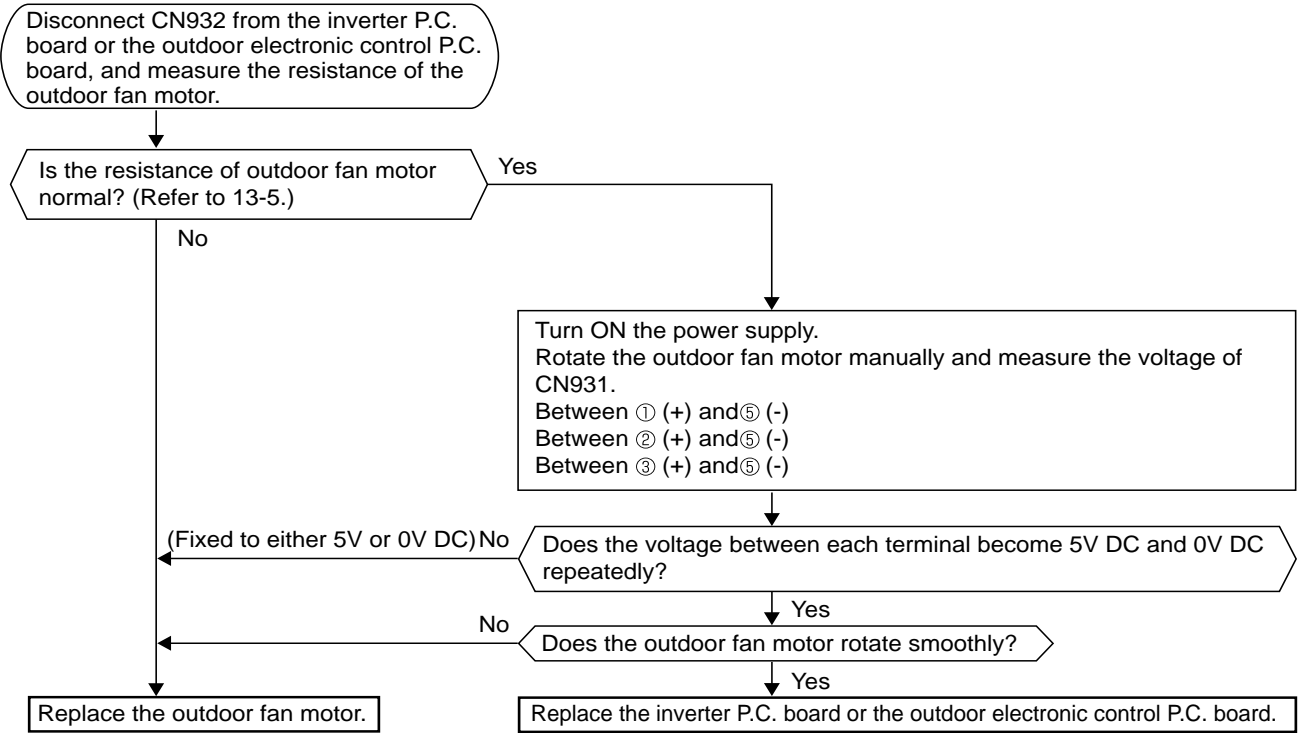 Disconnect CN932 from the inverter P.C.
board or the outdoor electronic control P.C.
board, and measure the resistance of the
outdoor fan motor.
Is the resistance of outdoor fan motor
normal? (Refer to 13-5.)
Yes
No
Turn ON the power supply.
Rotate the outdoor fan motor manually and measure the voltage of
CN931.
Between ① (+) and⑤ (-)
Between ② (+) and⑤ (-)
Between ③ (+) and⑤ (-)
(Fixed to either 5V or 0V DC) No
Does the voltage between each terminal become 5V DC and 0V DC
repeatedly?
Yes
No
Does the outdoor fan motor rotate smoothly?
Yes
Replace the outdoor fan motor.
Replace the inverter P.C. board or the outdoor electronic control P.C. board.